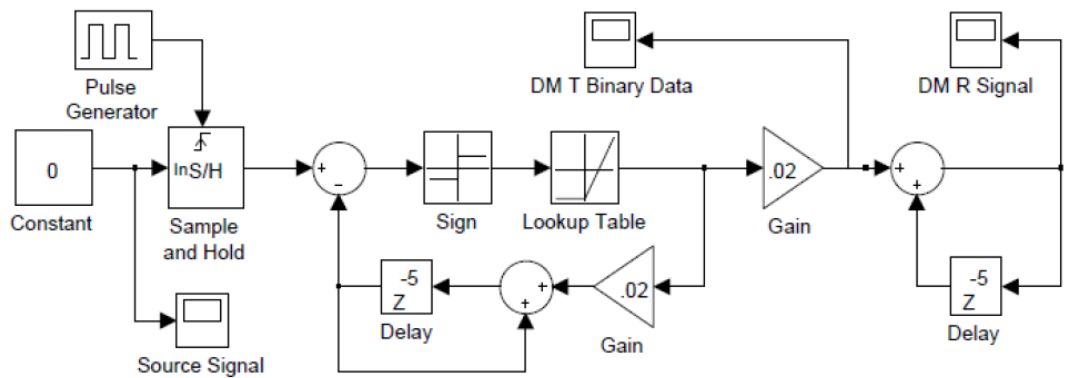 Pulse
Generator
DM T Binary Data
DM R Signal
0
Constant
In S/H
Sample
and Hold
+
−
Sign
Lookup Table
.02
Gain
+
+
-5
Z
Delay
+
+
.02
Gain
-5
Z
Delay
Source Signal